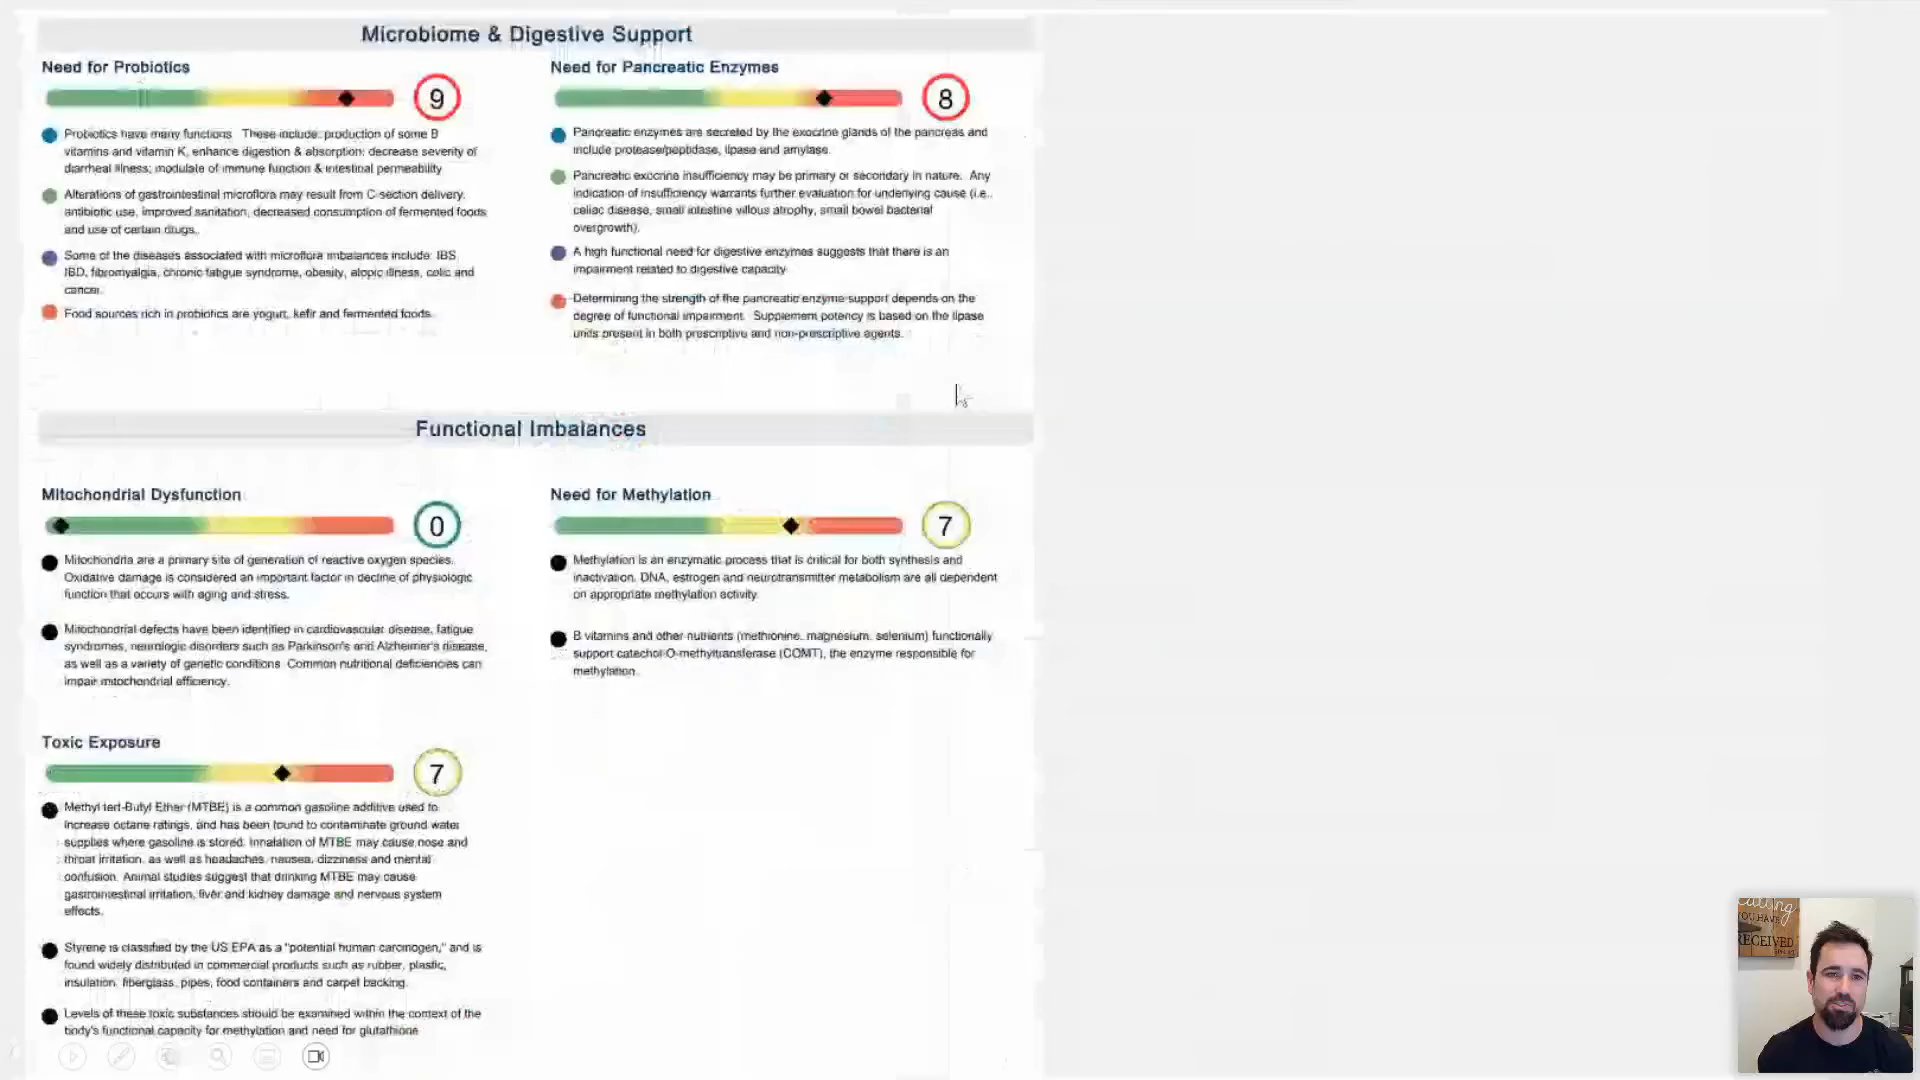 Microbiome & Digestive Support
Need for Probiotics
9
Probiotics have many functions. These include: production of some B
vitamins and vitamin K, enhance digestion & absorption; decrease severity of
diarrheal illness; modulate of immune function & intestinal permeability
Alterations of gastrointestinal microflora may result from C-section delivery,
antibiotic use, improved sanitation, decreased consumption of fermented foods
and use of certain drugs.
Some of the diseases associated with microflora imbalances include: IBS,
IBD, fibromyalgia, chronic fatigue syndrome, obesity, atopic illness, colic and
cancer.
Food sources rich in probiotics are yogurt, kefir and fermented foods.
Need for Pancreatic Enzymes
8
Pancreatic enzymes are secreted by the exocrine glands of the pancreas and
include protease/peptidase, lipase and amylase.
Pancreatic exocrine insufficiency may be primary or secondary in nature. Any
indication of insufficiency warrants further evaluation for underlying cause (i.e.,
celiac disease, small intestine villous atrophy, small bowel bacterial
overgrowth).
A high functional need for digestive enzymes suggests that there is an
impairment related to digestive capacity.
Determining the strength of the pancreatic enzyme support depends on the
degree of functional impairment. Supplement potency is based on the lipase
units present in both prescriptive and non-prescriptive agents.
Functional Imbalances
Mitochondrial Dysfunction
0
Mitochondria are a primary site of generation of reactive oxygen species.
Oxidative damage is considered an important factor in decline of physiologic
function that occurs with aging and stress.
Mitochondrial defects have been identified in cardiovascular disease, fatigue
syndromes, neurologic disorders such as Parkinson's and Alzheimer's disease,
as well as a variety of genetic conditions. Common nutritional deficiencies can
impair mitochondrial efficiency.
Need for Methylation
7
Methylation is an enzymatic process that is critical for both synthesis and
inactivation. DNA, estrogen and neurotransmitter metabolism are all dependent
on appropriate methylation activity.
B vitamins and other nutrients (methionine, magnesium, selenium) functionally
support catechol-O-methyltransferase (COMT), the enzyme responsible for
methylation.
Toxic Exposure
7
Methyl tert-Butyl Ether (MTBE) is a common gasoline additive used to
increase octane ratings, and has been found to contaminate ground water
supplies where gasoline is stored. Inhalation of MTBE may cause nose and
throat irritation, as well as headaches, nausea, dizziness and mental
confusion. Animal studies suggest that drinking MTBE may cause
gastrointestinal irritation, liver and kidney damage and nervous system
effects.
Styrene is classified by the US EPA as a "potential human carcinogen," and is
found widely distributed in commercial products such as rubber, plastic,
insulation, fiberglass, pipes, food containers and carpet backing.
Levels of these toxic substances should be examined within the context of the
body's functional capacity for methylation and need for glutathione
calling
YOU HAVE
RECEIVED